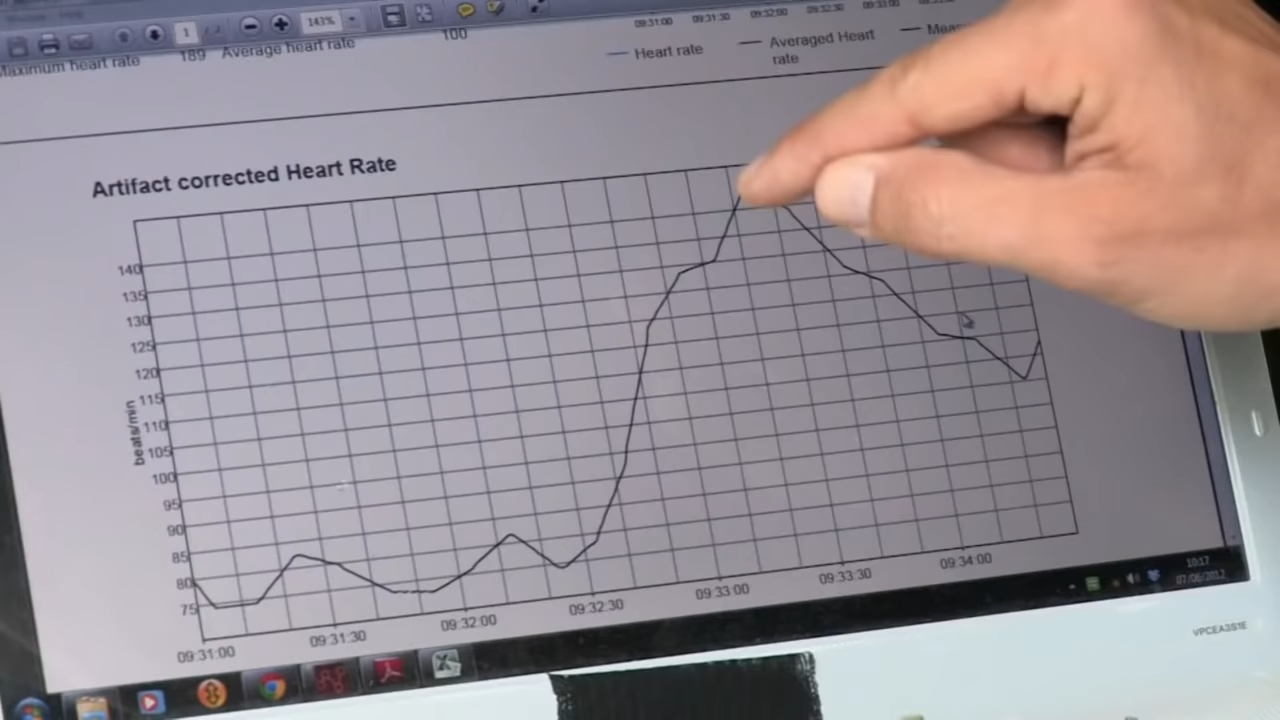 1
143%
09:31:00 09:31:30 09:32:00 09:32:30 09:33:00
Maximum heart rate 189 Average heart rate 100
Heart rate
Averaged Heart
rate
Artifact corrected Heart Rate
140
135
130
125
120
115
110
105
100
95
90
85
80
75
beats/min
09:31:00 09:31:30 09:32:00 09:32:30 09:33:00 09:33:30 09:34:00
10:17
07/06/2012
VPCEA3S1E